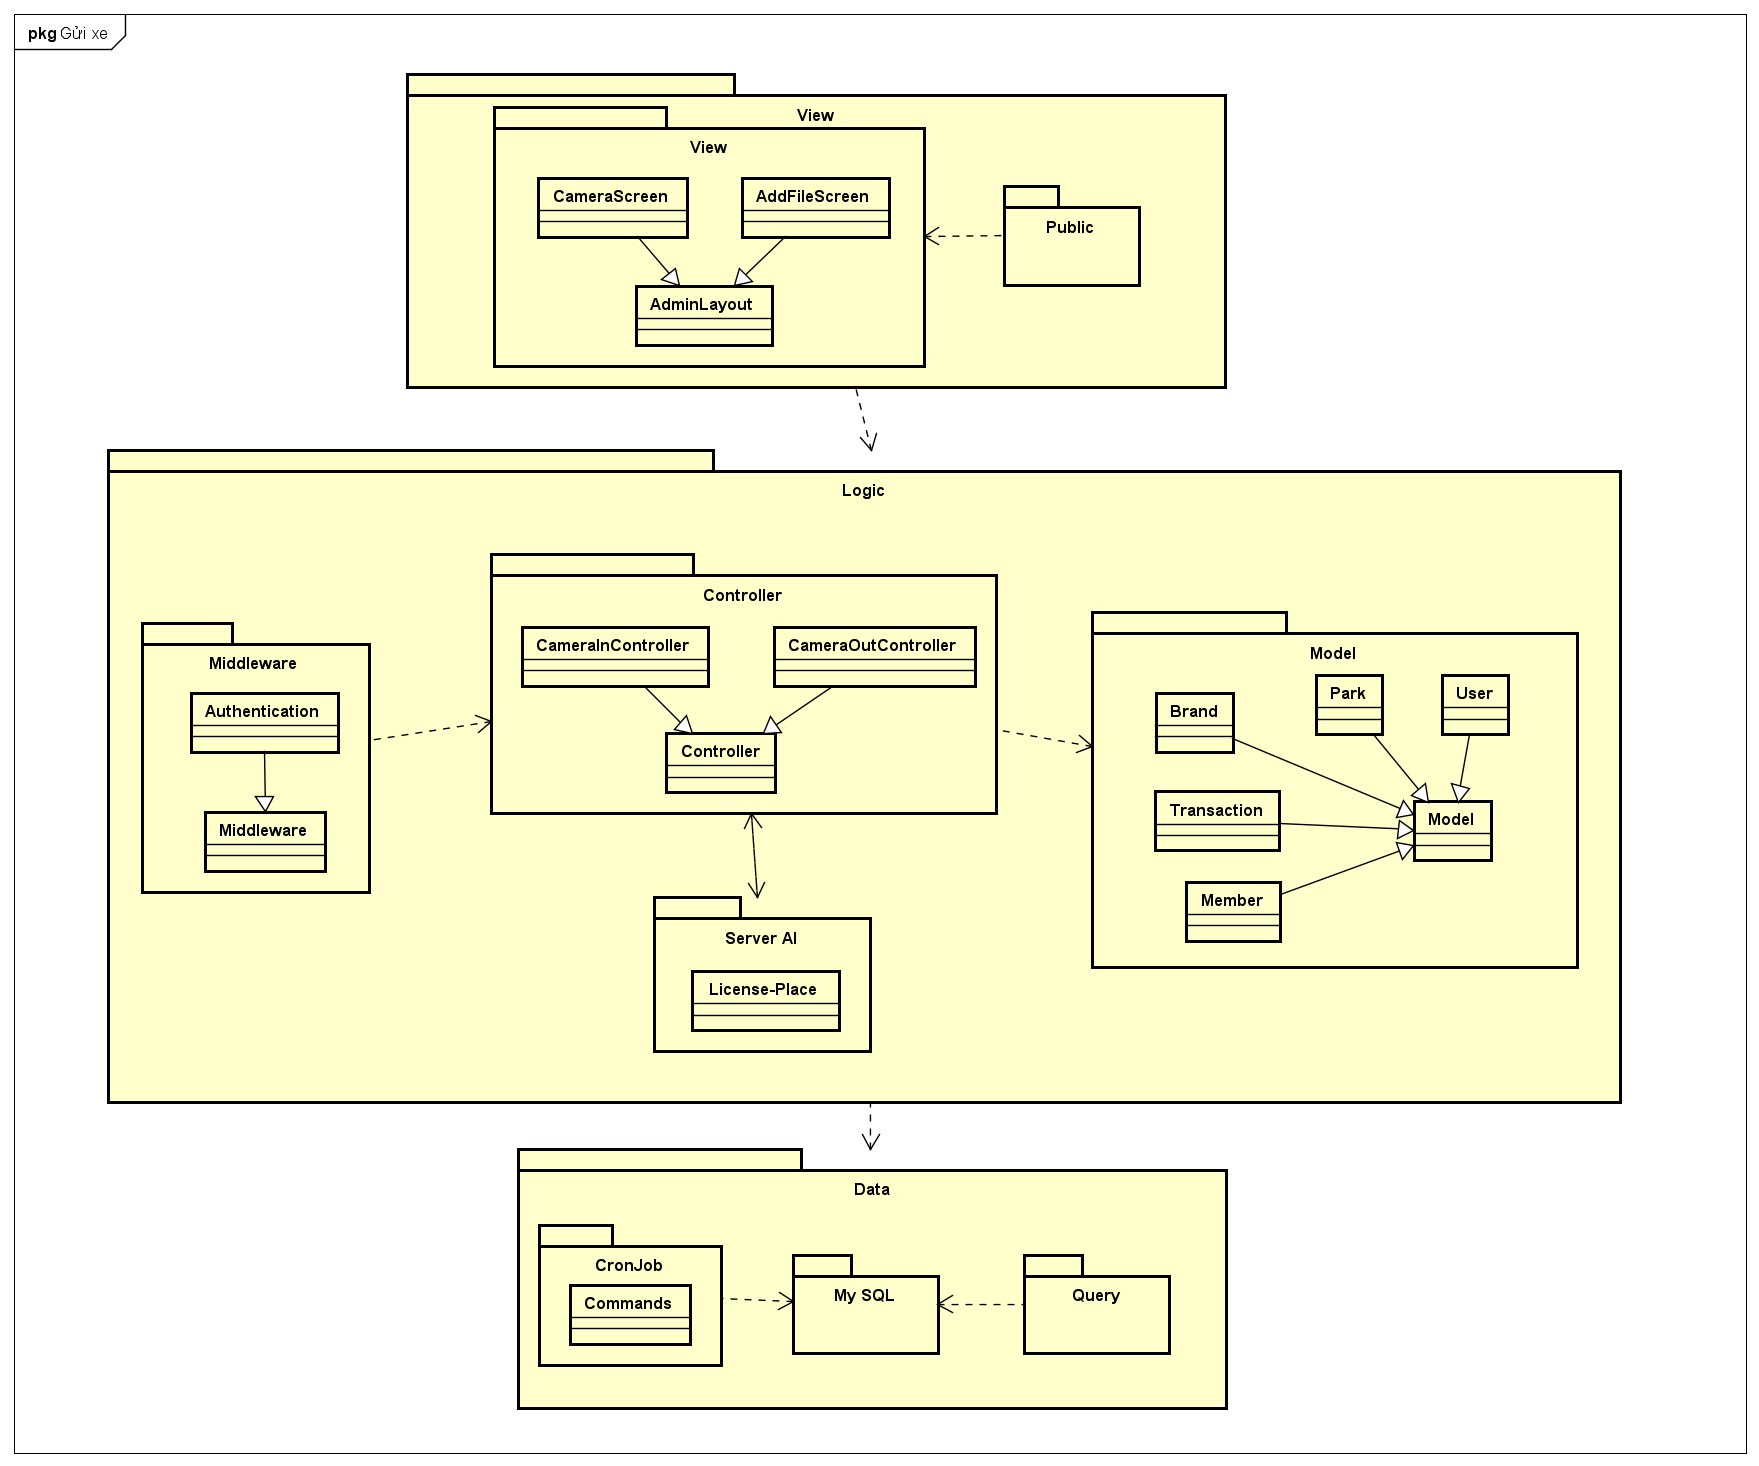 pkg Gửi xe
View
View
CameraScreen
AddFileScreen
Public
AdminLayout
Logic
Controller
CameraInController
CameraOutController
Controller
Middleware
Authentication
Middleware
Model
Park
User
Brand
Transaction
Model
Member
Server AI
License-Place
Data
CronJob
Commands
My SQL
Query